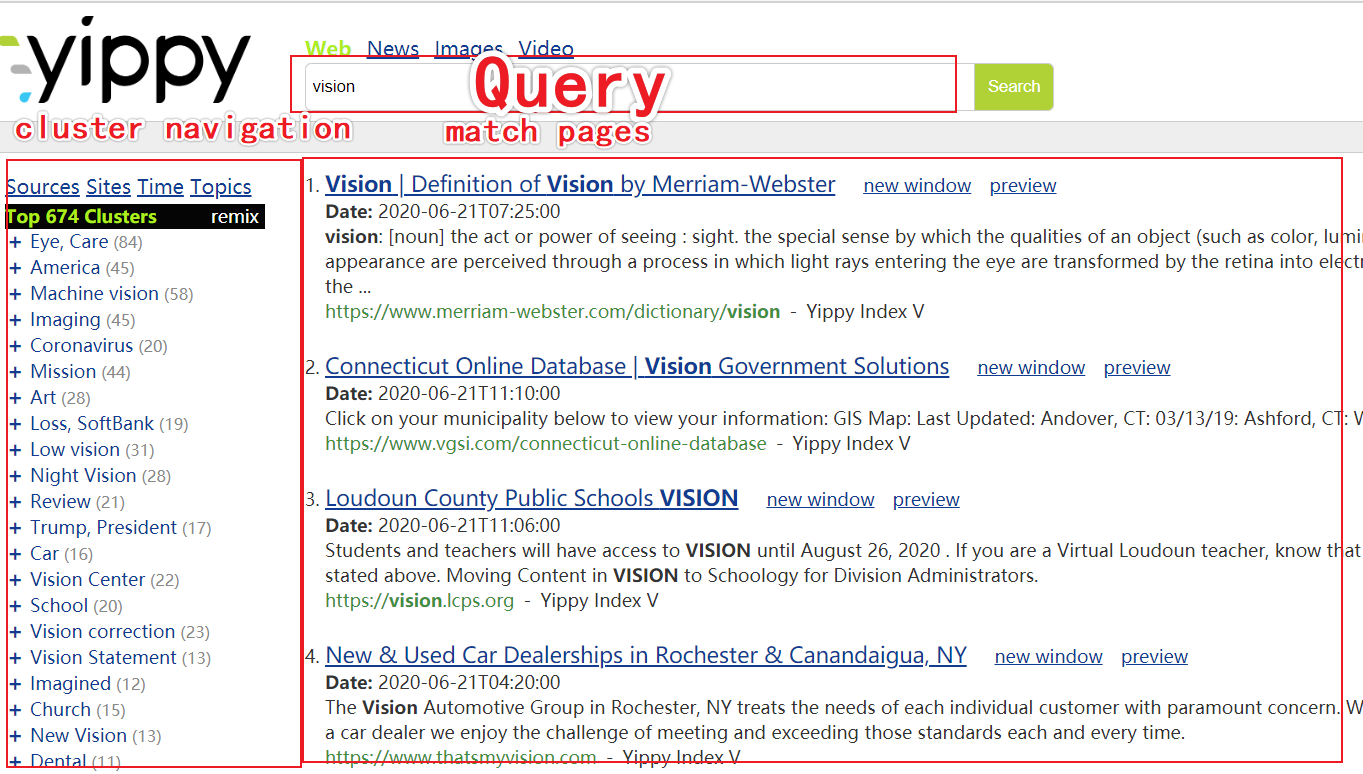 yippy
Web News Images Video
vision
Query
Search
cluster navigation
match pages
Sources Sites Time Topics
Top 674 Clusters remix
+ Eye, Care (84)
+ America (45)
+ Machine vision (58)
+ Imaging (45)
+ Coronavirus (20)
+ Mission (44)
+ Art (28)
+ Loss, SoftBank (19)
+ Low vision (31)
+ Night Vision (28)
+ Review (21)
+ Trump, President (17)
+ Car (16)
+ Vision Center (22)
+ School (20)
+ Vision correction (23)
+ Vision Statement (13)
+ Imagined (12)
+ Church (15)
+ New Vision (13)
+ Dental (11)
1. Vision | Definition of Vision by Merriam-Webster new window preview
Date: 2020-06-21T07:25:00
vision: [noun] the act or power of seeing : sight. the special sense by which the qualities of an object (such as color, lumi
appearance are perceived through a process in which light rays entering the eye are transformed by the retina into electr
the ...
https://www.merriam-webster.com/dictionary/vision - Yippy Index V
2. Connecticut Online Database | Vision Government Solutions new window preview
Date: 2020-06-21T11:10:00
Click on your municipality below to view your information: GIS Map: Last Updated: Andover, CT: 03/13/19: Ashford, CT: W
https://www.vgsi.com/connecticut-online-database - Yippy Index V
3. Loudoun County Public Schools VISION new window preview
Date: 2020-06-21T11:06:00
Students and teachers will have access to VISION until August 26, 2020 . If you are a Virtual Loudoun teacher, know that
stated above. Moving Content in VISION to Schoology for Division Administrators.
https://vision.lcps.org - Yippy Index V
4. New & Used Car Dealerships in Rochester & Canandaigua, NY new window preview
Date: 2020-06-21T04:20:00
The Vision Automotive Group in Rochester, NY treats the needs of each individual customer with paramount concern. W
a car dealer we enjoy the challenge of meeting and exceeding those standards each and every time.
https://www.thatsmyvision.com - Yippy Index V